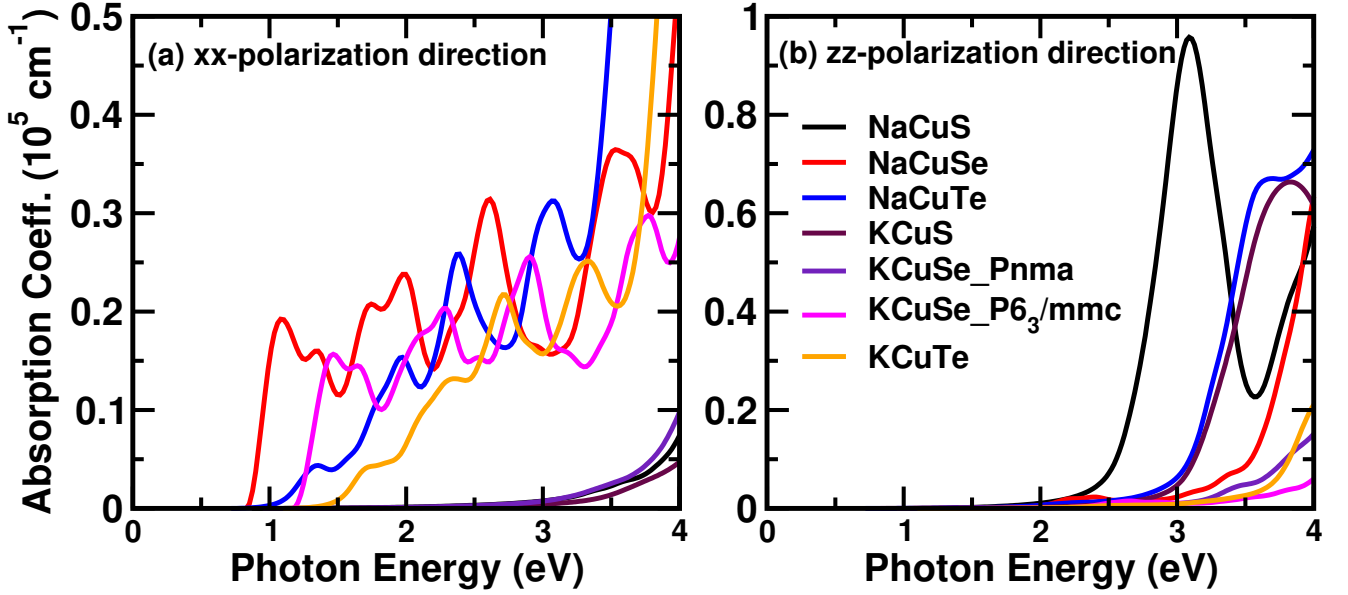 (a) xx-polarization direction
Absorption Coeff. (10^5 cm^-1)
0.5
0.4
0.3
0.2
0.1
0
0 1 2 3 4
Photon Energy (eV)
(b) zz-polarization direction
1
0.8
0.6
0.4
0.2
0
NaCuS
NaCuSe
NaCuTe
KCuS
KCuSe_Pnma
KCuSe_P6_3/mmc
KCuTe
0 1 2 3 4
Photon Energy (eV)